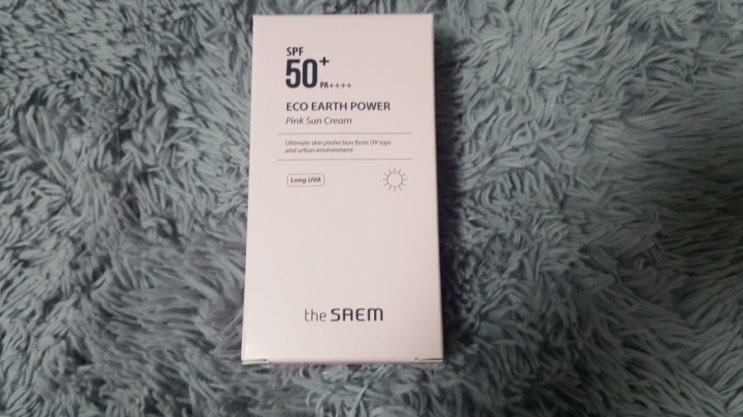 SPF
50+
PA++++
ECO EARTH POWER
Pink Sun Cream
Ultimate skin protection from UV rays
and urban environment
Long UVA
the SAEM